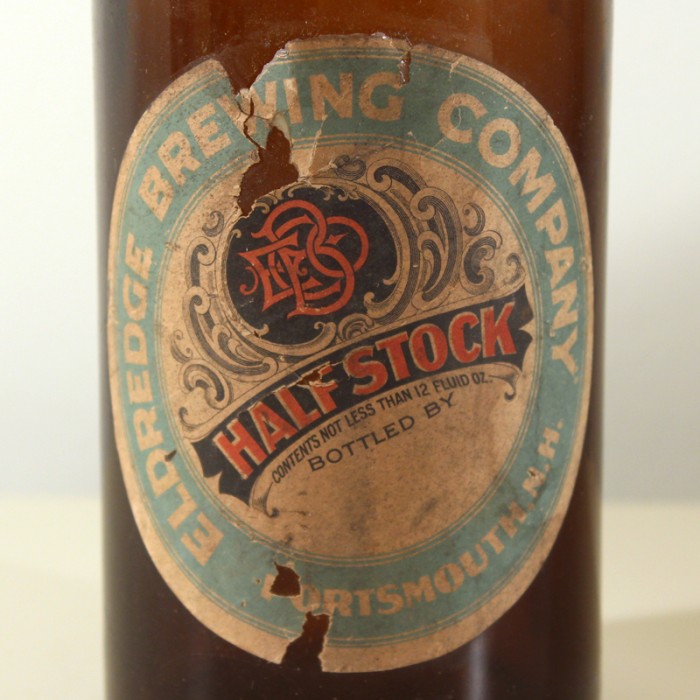 ELDREDGE BREWING COMPANY
HALF STOCK
CONTENTS NOT LESS THAN 12 FLUID OZ.
BOTTLED BY
PORTSMOUTH, N.H.